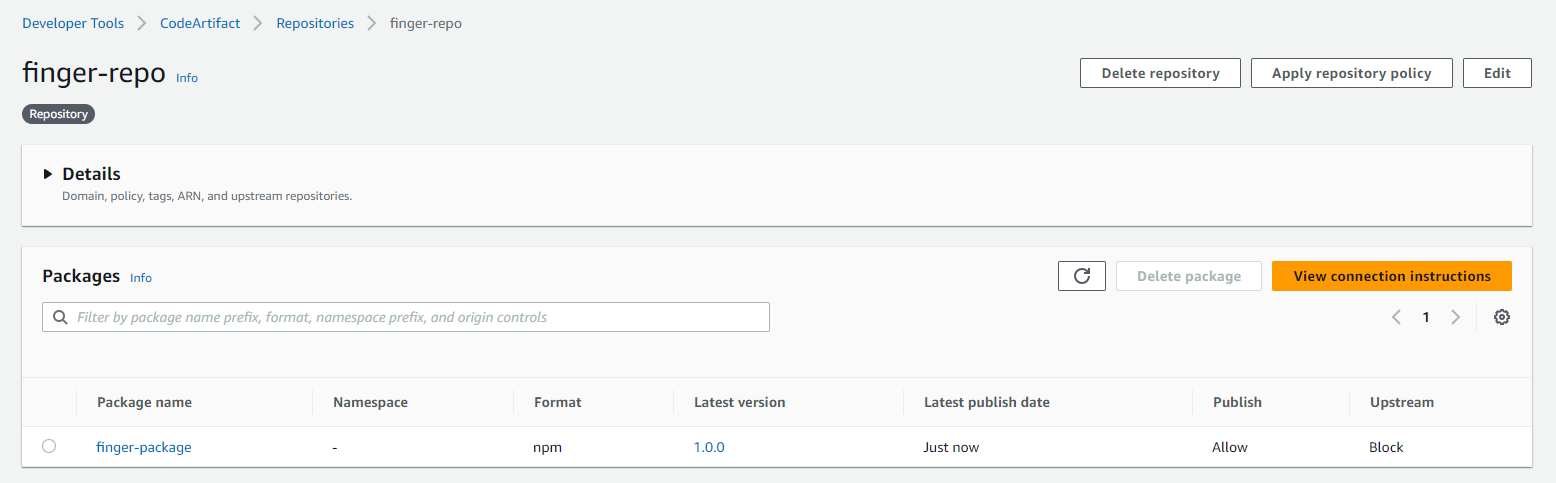 Developer Tools > CodeArtifact > Repositories > finger-repo
finger-repo Info
Delete repository Apply repository policy Edit
Repository
Details
Domain, policy, tags, ARN, and upstream repositories.
Packages Info
Delete package View connection instructions
Filter by package name prefix, format, namespace prefix, and origin controls
1
Package name Namespace Format Latest version Latest publish date Publish Upstream
finger-package - npm 1.0.0 Just now Allow Block